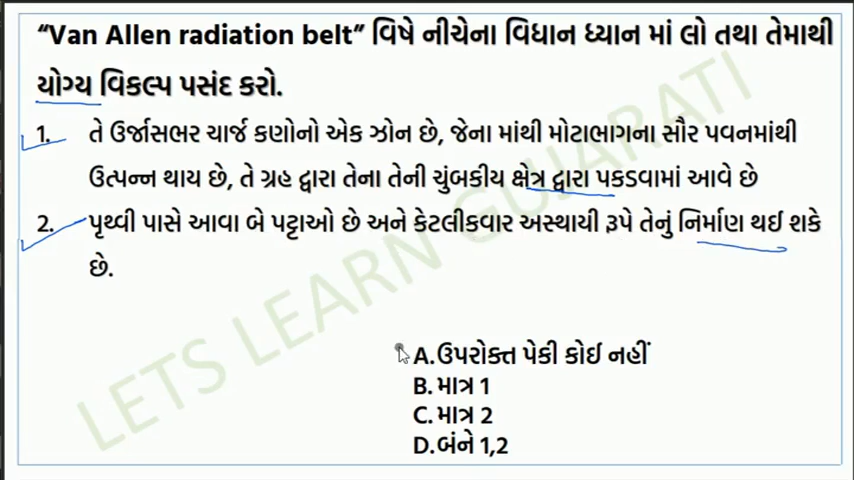 “Van Allen radiation belt” વિષે નીચેના વિધાન ધ્યાન માં લો તથા તેમાથી
યોગ્ય વિકલ્પ પસંદ કરો.
1. તે ઉર્જાસભર ચાર્જ કણોનો એક ઝોન છે, જેના માંથી મોટાભાગના સૌર પવનમાંથી
ઉત્પન્ન થાય છે, તે ગ્રહ દ્વારા તેના તેની ચુંબકીય ક્ષેત્ર દ્વારા પકડવામાં આવે છે
2. પૃથ્વી પાસે આવા બે પટ્ટાઓ છે અને કેટલીકવાર અસ્થાયી રૂપે તેનું નિર્માણ થઈ શકે
છે.
A.ઉપરોક્ત પેકી કોઈ નહીં
B. માત્ર 1
C. માત્ર 2
D.બંને 1,2
LETS LEARN GUJARATI